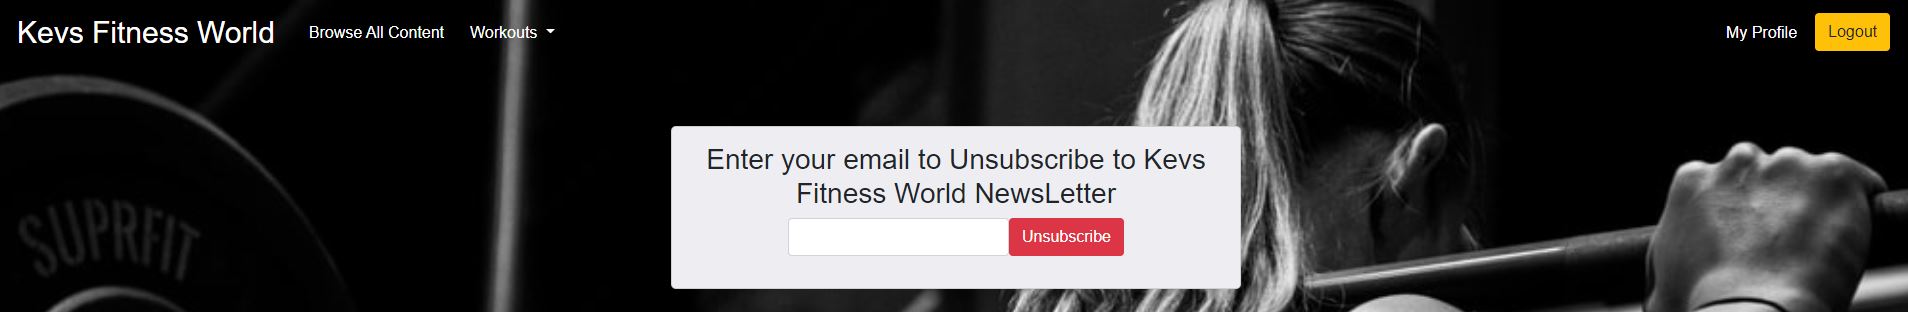 Kevs Fitness World Browse All Content Workouts My Profile Logout
Enter your email to Unsubscribe to Kevs
Fitness World NewsLetter
Unsubscribe
SUPRFIT